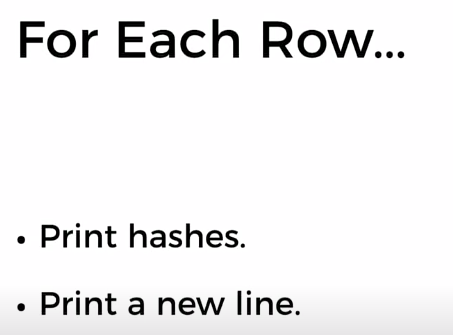 For Each Row...
• Print hashes.
• Print a new line.